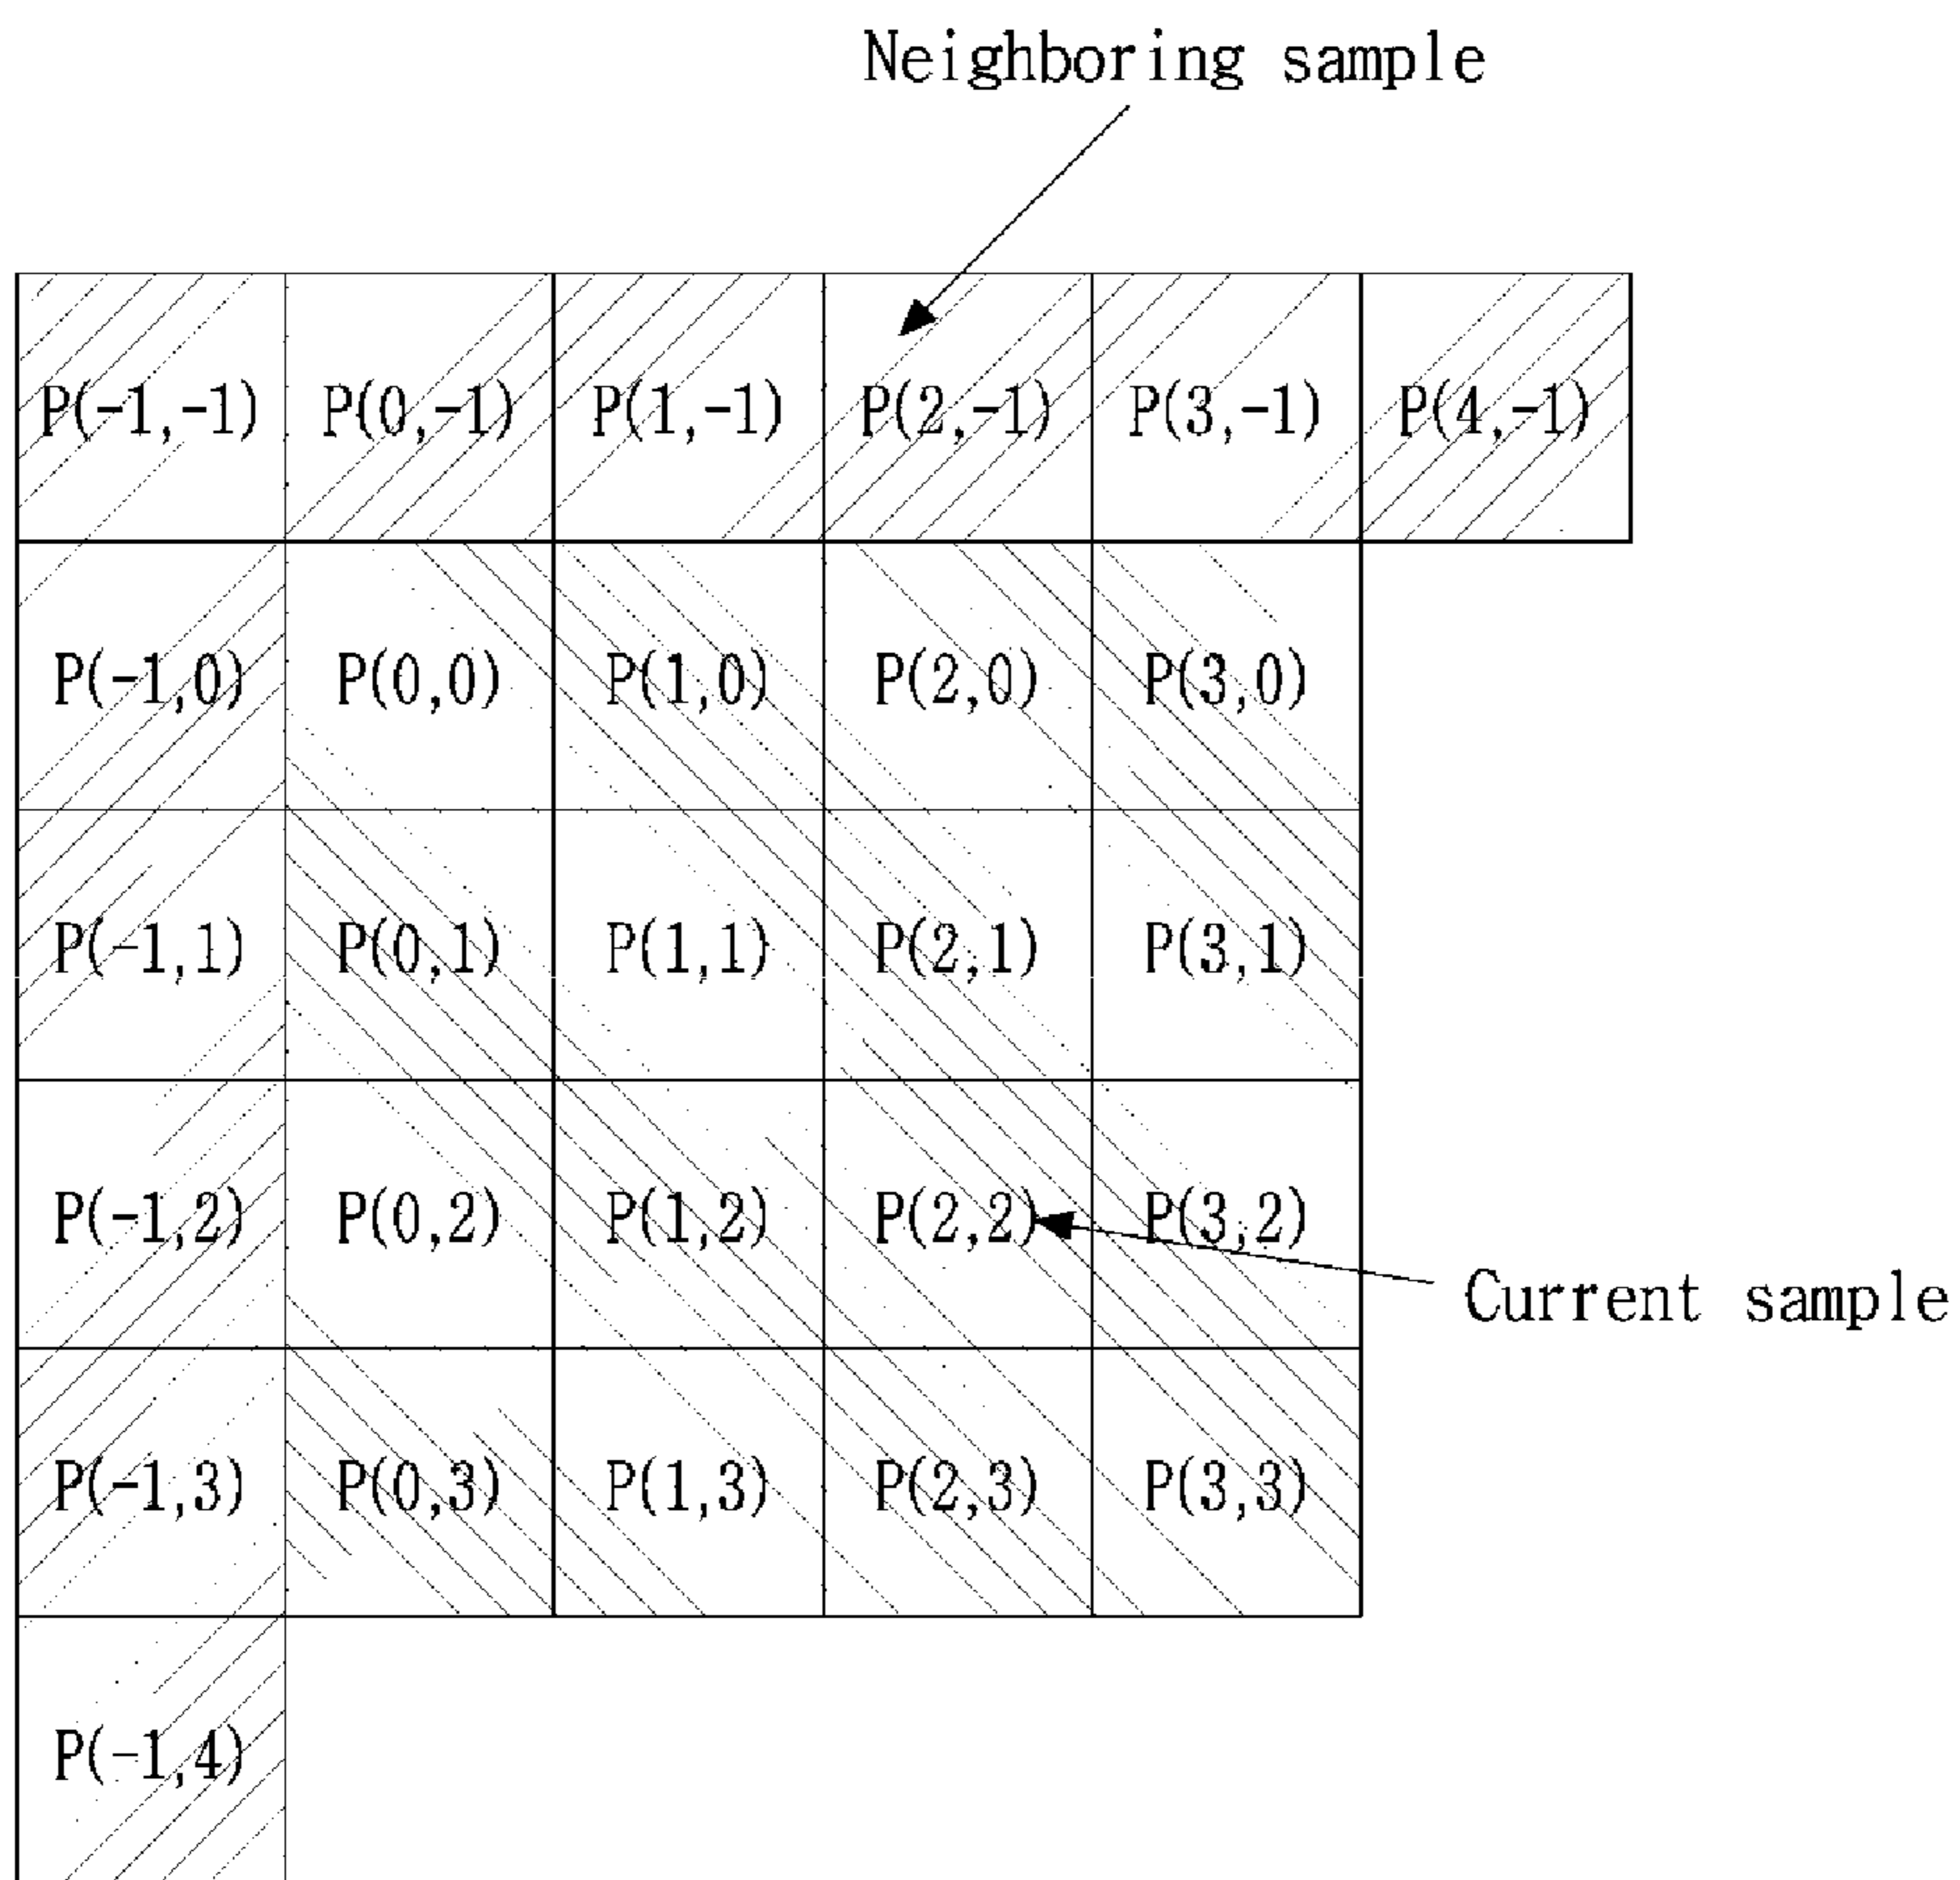 Neighboring sample
P(-1,-1) P(0,-1) P(1,-1) P(2,-1) P(3,-1) P(4,-1)
P(-1,0) P(0,0) P(1,0) P(2,0) P(3,0)
P(-1,1) P(0,1) P(1,1) P(2,1) P(3,1)
P(-1,2) P(0,2) P(1,2) P(2,2) P(3,2)
Current sample
P(-1,3) P(0,3) P(1,3) P(2,3) P(3,3)
P(-1,4)